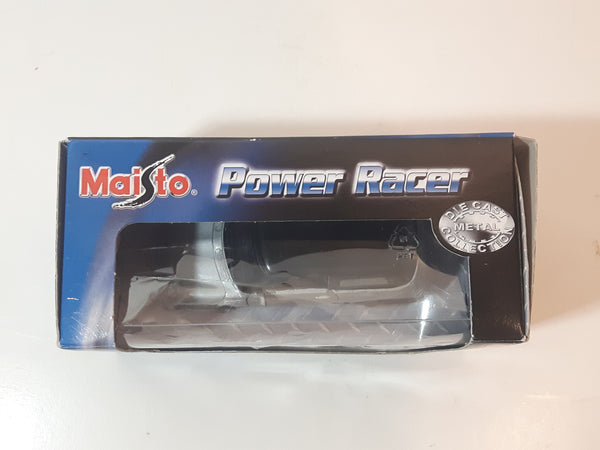 Maisto®
Power Racer
DIE CAST
METAL
COLLECTION
PET